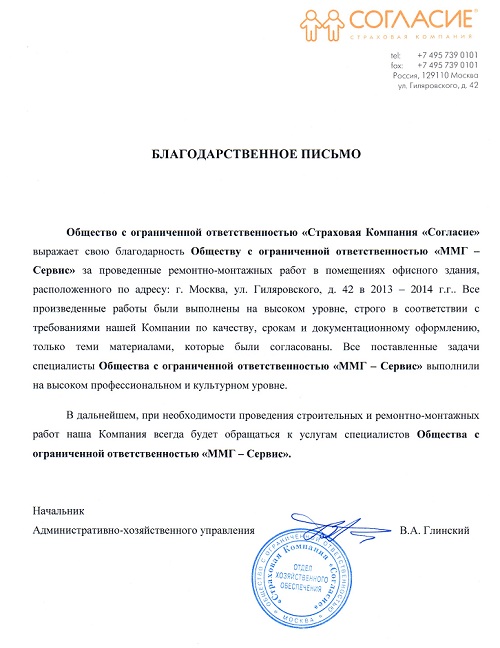 СОГЛАСИЕ
СТРАХОВАЯ КОМПАНИЯ
tel: +7 495 739 0101
fax: +7 495 739 0101
Россия, 129110 Москва
ул. Гиляровского, д. 42
БЛАГОДАРСТВЕННОЕ ПИСЬМО
Общество с ограниченной ответственностью «Страховая Компания «Согласие»
выражает свою благодарность Обществу с ограниченной ответственностью «ММГ –
Сервис» за проведенные ремонтно-монтажных работ в помещениях офисного здания,
расположенного по адресу: г. Москва, ул. Гиляровского, д. 42 в 2013 – 2014 г.г.. Все
произведенные работы были выполнены на высоком уровне, строго в соответствии с
требованиями нашей Компании по качеству, срокам и документационному оформлению,
только теми материалами, которые были согласованы. Все поставленные задачи
специалисты Общества с ограниченной ответственностью «ММГ – Сервис» выполнили
на высоком профессиональном и культурном уровне.
В дальнейшем, при необходимости проведения строительных и ремонтно-монтажных
работ наша Компания всегда будет обращаться к услугам специалистов Общества с
ограниченной ответственностью «ММГ – Сервис».
Начальник
Административно-хозяйственного управления В.А. Глинский
ОБЩЕСТВО С ОГРАНИЧЕННОЙ ОТВЕТСТВЕННОСТЬЮ
«Страховая Компания «Согласие»
ОТДЕЛ
ХОЗЯЙСТВЕННОГО
ОБЕСПЕЧЕНИЯ
МОСКВА